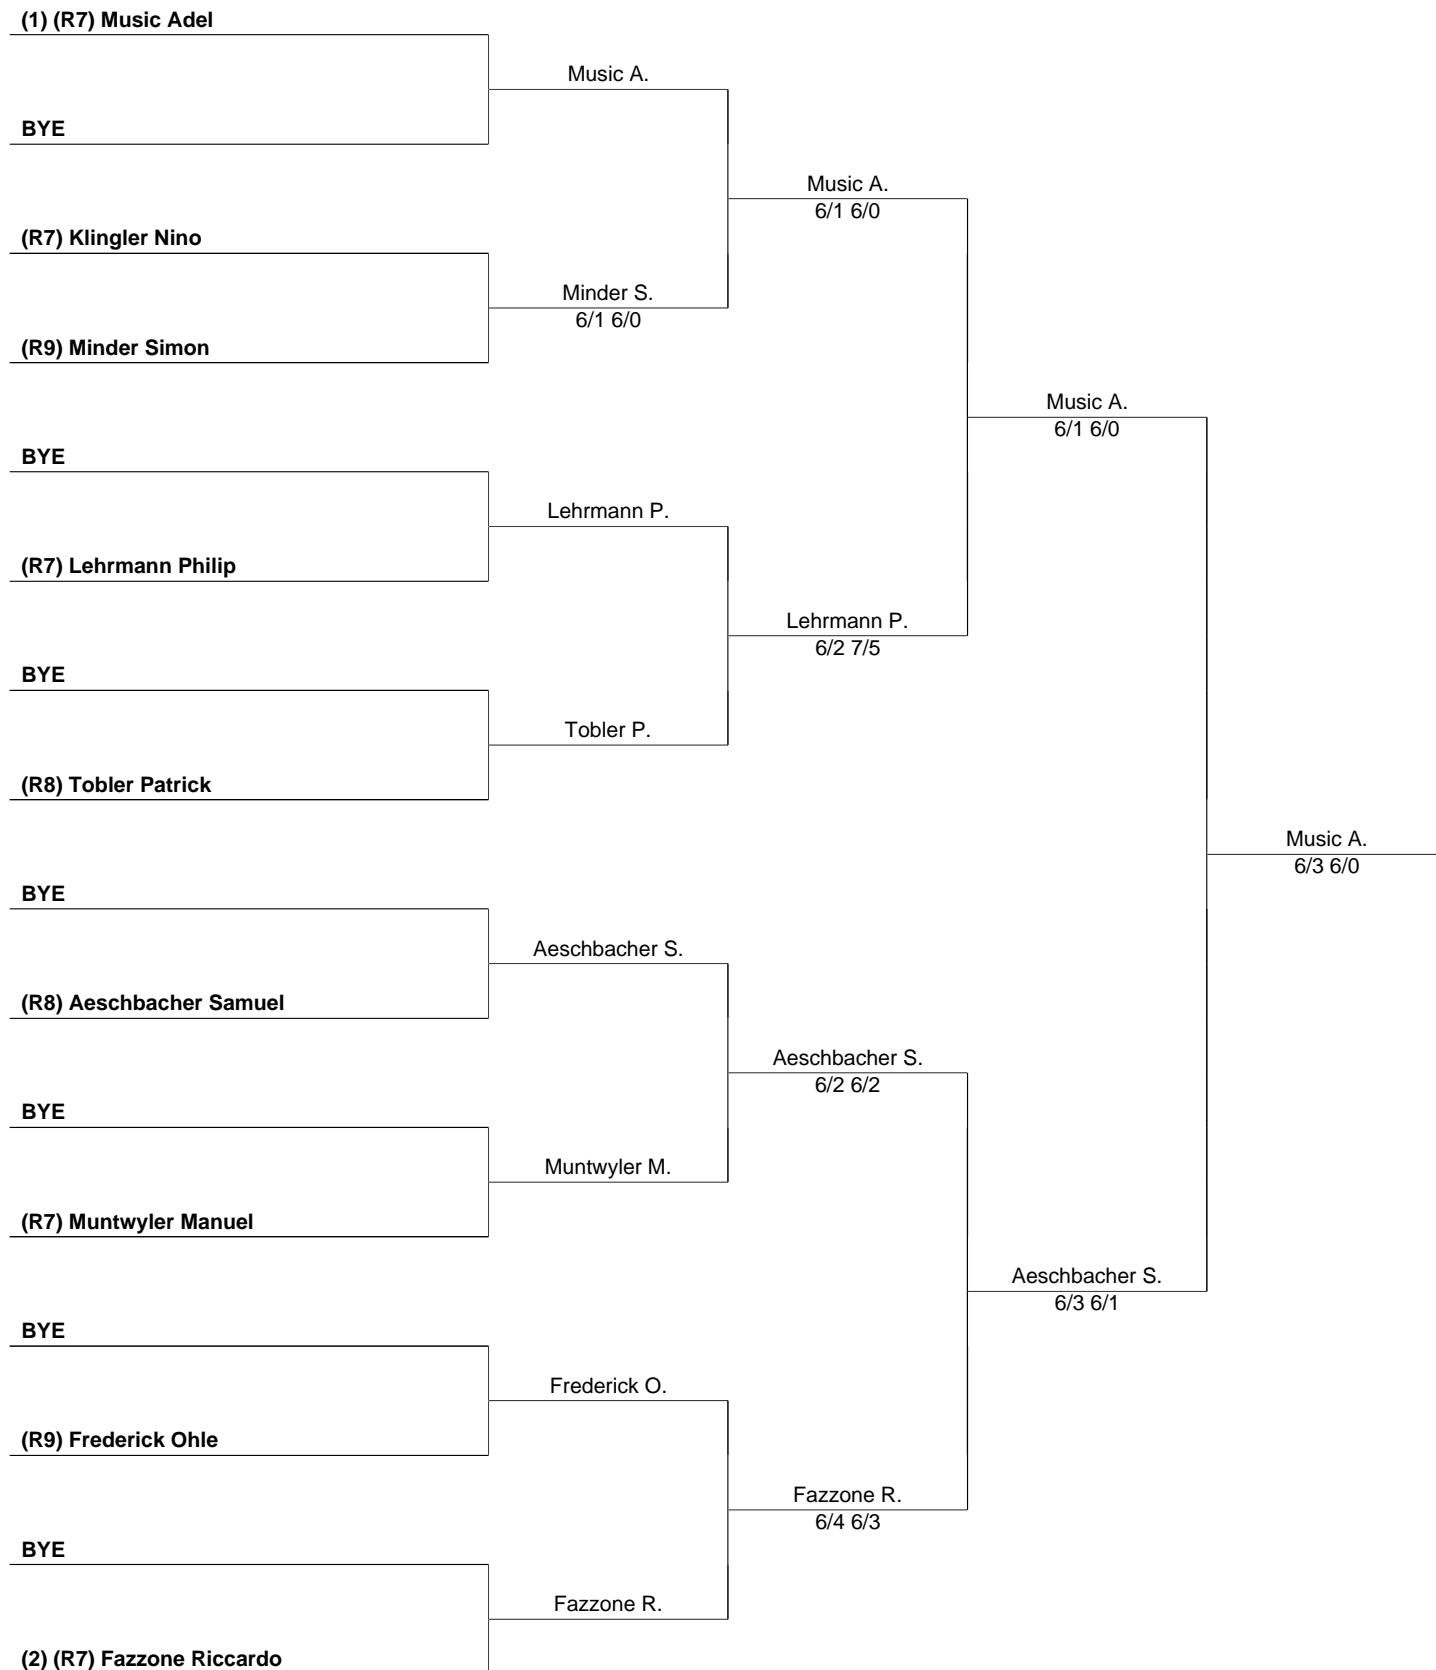 (1) (R7) Music Adel
Music A.
BYE
Music A.
6/1 6/0
(R7) Klingler Nino
Minder S.
6/1 6/0
(R9) Minder Simon
Music A.
6/1 6/0
BYE
Lehrmann P.
(R7) Lehrmann Philip
Lehrmann P.
6/2 7/5
BYE
Tobler P.
(R8) Tobler Patrick
Music A.
6/3 6/0
BYE
Aeschbacher S.
(R8) Aeschbacher Samuel
Aeschbacher S.
6/2 6/2
BYE
Muntwyler M.
(R7) Muntwyler Manuel
Aeschbacher S.
6/3 6/1
BYE
Frederick O.
(R9) Frederick Ohle
Fazzone R.
6/4 6/3
BYE
Fazzone R.
(2) (R7) Fazzone Riccardo